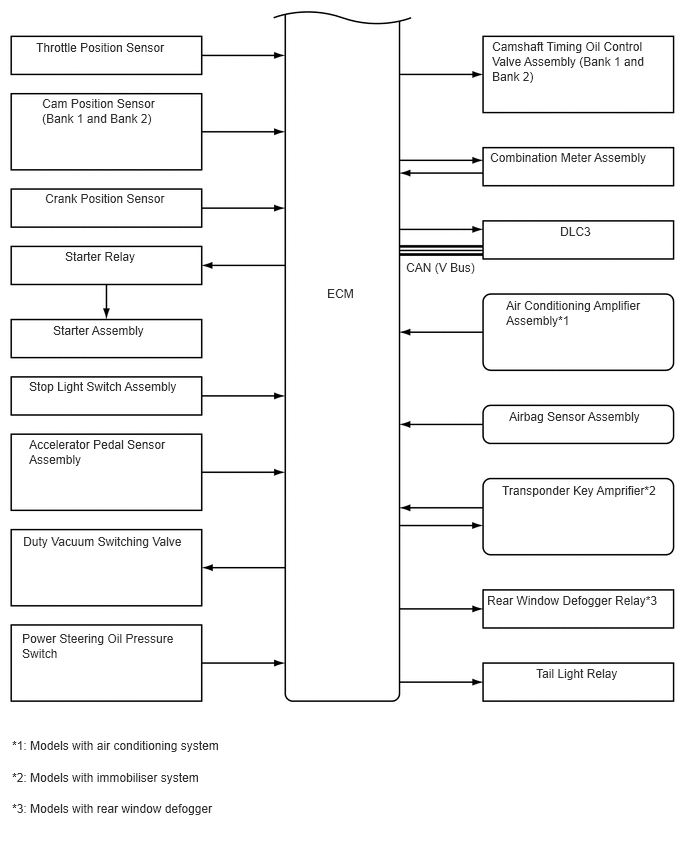 Throttle Position Sensor
Cam Position Sensor
(Bank 1 and Bank 2)
Crank Position Sensor
Starter Relay
Starter Assembly
Stop Light Switch Assembly
Accelerator Pedal Sensor
Assembly
Duty Vacuum Switching Valve
Power Steering Oil Pressure
Switch
ECM
Camshaft Timing Oil Control
Valve Assembly (Bank 1 and
Bank 2)
Combination Meter Assembly
DLC3
CAN (V Bus)
Air Conditioning Amplifier
Assembly*1
Airbag Sensor Assembly
Transponder Key Amprifier*2
Rear Window Defogger Relay*3
Tail Light Relay
*1: Models with air conditioning system
*2: Models with immobiliser system
*3: Models with rear window defogger